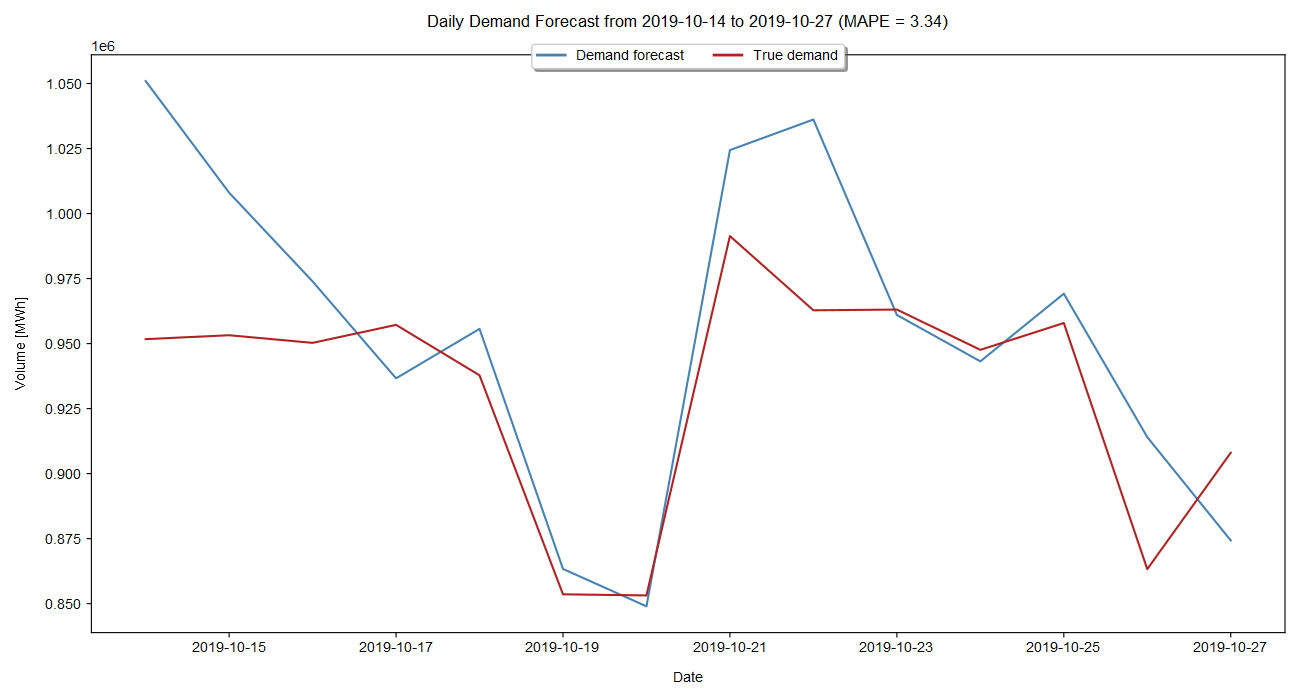 Daily Demand Forecast from 2019-10-14 to 2019-10-27 (MAPE = 3.34)
1e6
Demand forecast
True demand
1.050
1.025
1.000
0.975
0.950
0.925
0.900
0.875
0.850
Volume [MWh]
2019-10-15
2019-10-17
2019-10-19
2019-10-21
2019-10-23
2019-10-25
2019-10-27
Date